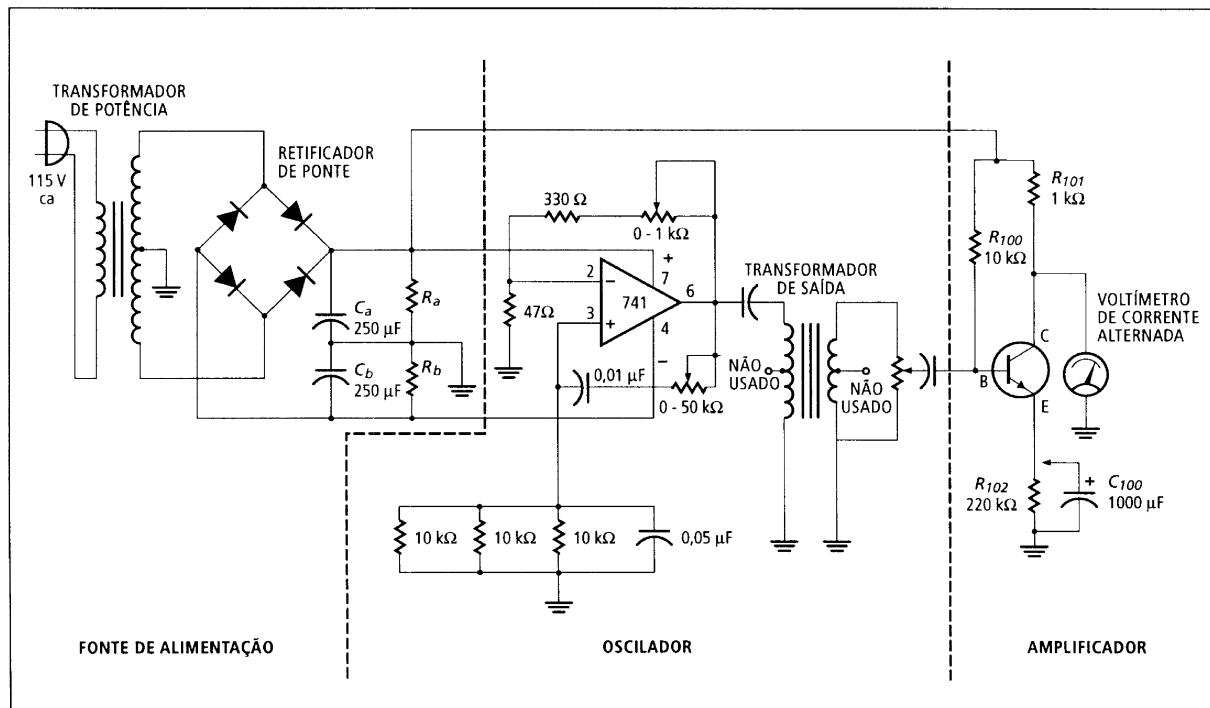 TRANSFORMADOR
DE POTÊNCIA
115 V
ca
RETIFICADOR
DE PONTE
Ca
250 µF
Cb
250 µF
Ra
Rb
330 Ω
0 - 1 kΩ
47Ω
2
−
3
+
741
+
7
6
4
−
0,01 µF
0 - 50 kΩ
TRANSFORMADOR
DE SAÍDA
NÃO
USADO
NÃO
USADO
10 kΩ
10 kΩ
10 kΩ
0,05 µF
R101
1 kΩ
R100
10 kΩ
VOLTÍMETRO
DE CORRENTE
ALTERNADA
C
B
E
R102
220 kΩ
+
C100
1000 µF
FONTE DE ALIMENTAÇÃO
OSCILADOR
AMPLIFICADOR